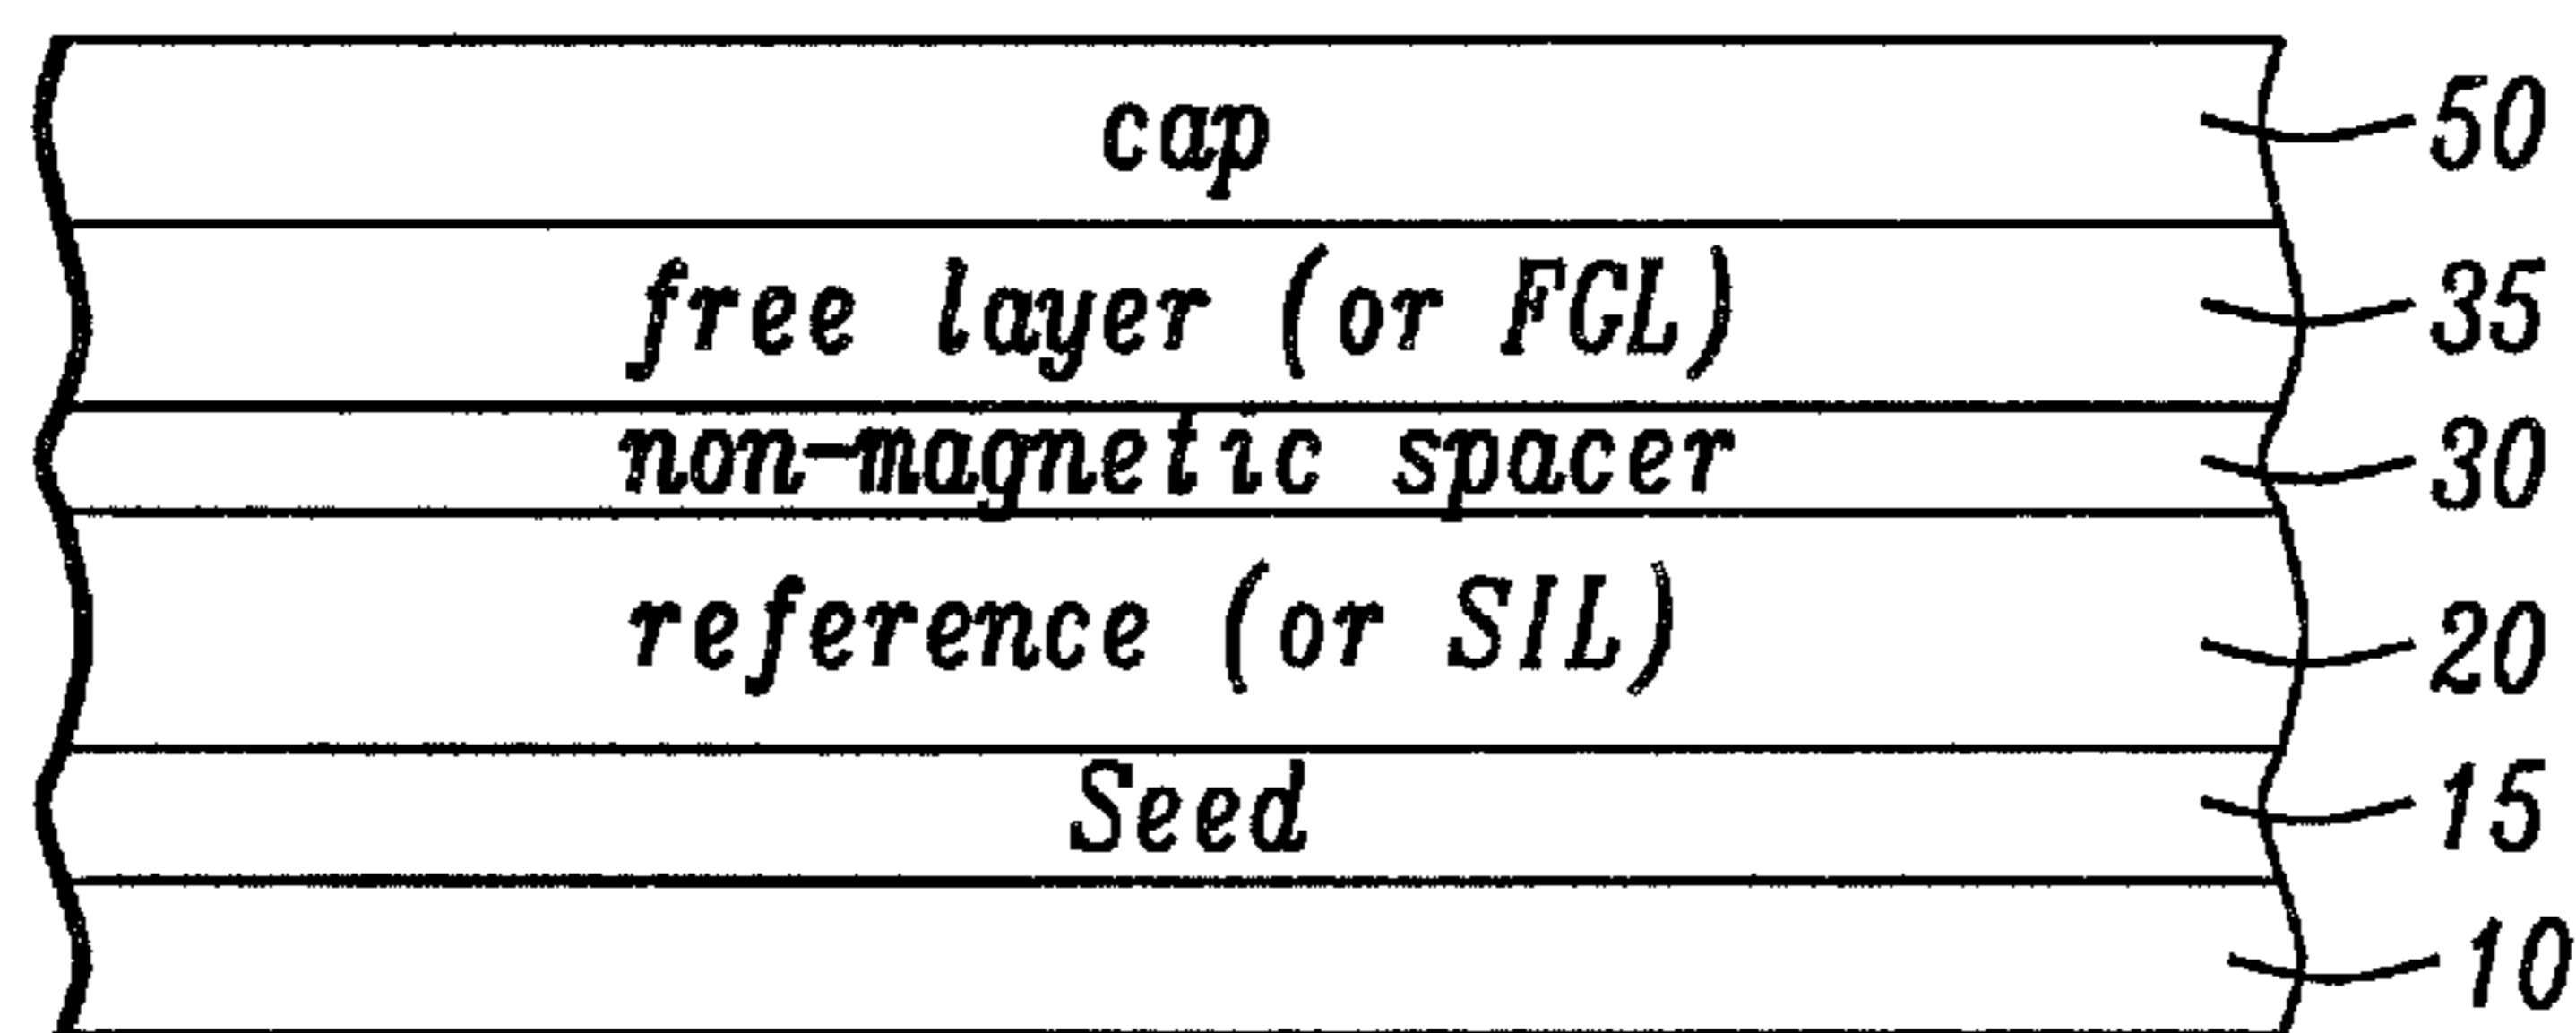 cap 50
free layer (or FGL) 35
non-magnetic spacer 30
reference (or SIL) 20
Seed 15
10